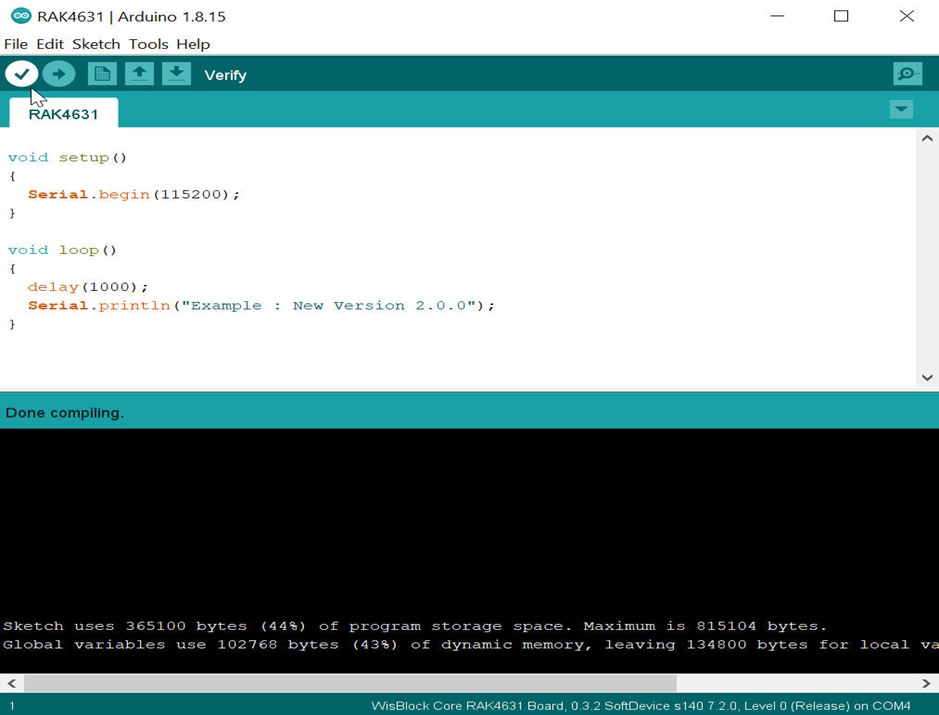 RAK4631 | Arduino 1.8.15
File Edit Sketch Tools Help
Verify
RAK4631
void setup()
{
  Serial.begin(115200);
}
void loop()
{
  delay(1000);
  Serial.println("Example : New Version 2.0.0");
}
Done compiling.
Sketch uses 365100 bytes (44%) of program storage space. Maximum is 815104 bytes.
Global variables use 102768 bytes (43%) of dynamic memory, leaving 134800 bytes for local va
1 WisBlock Core RAK4631 Board, 0.3.2 SoftDevice s140 7.2.0, Level 0 (Release) on COM4